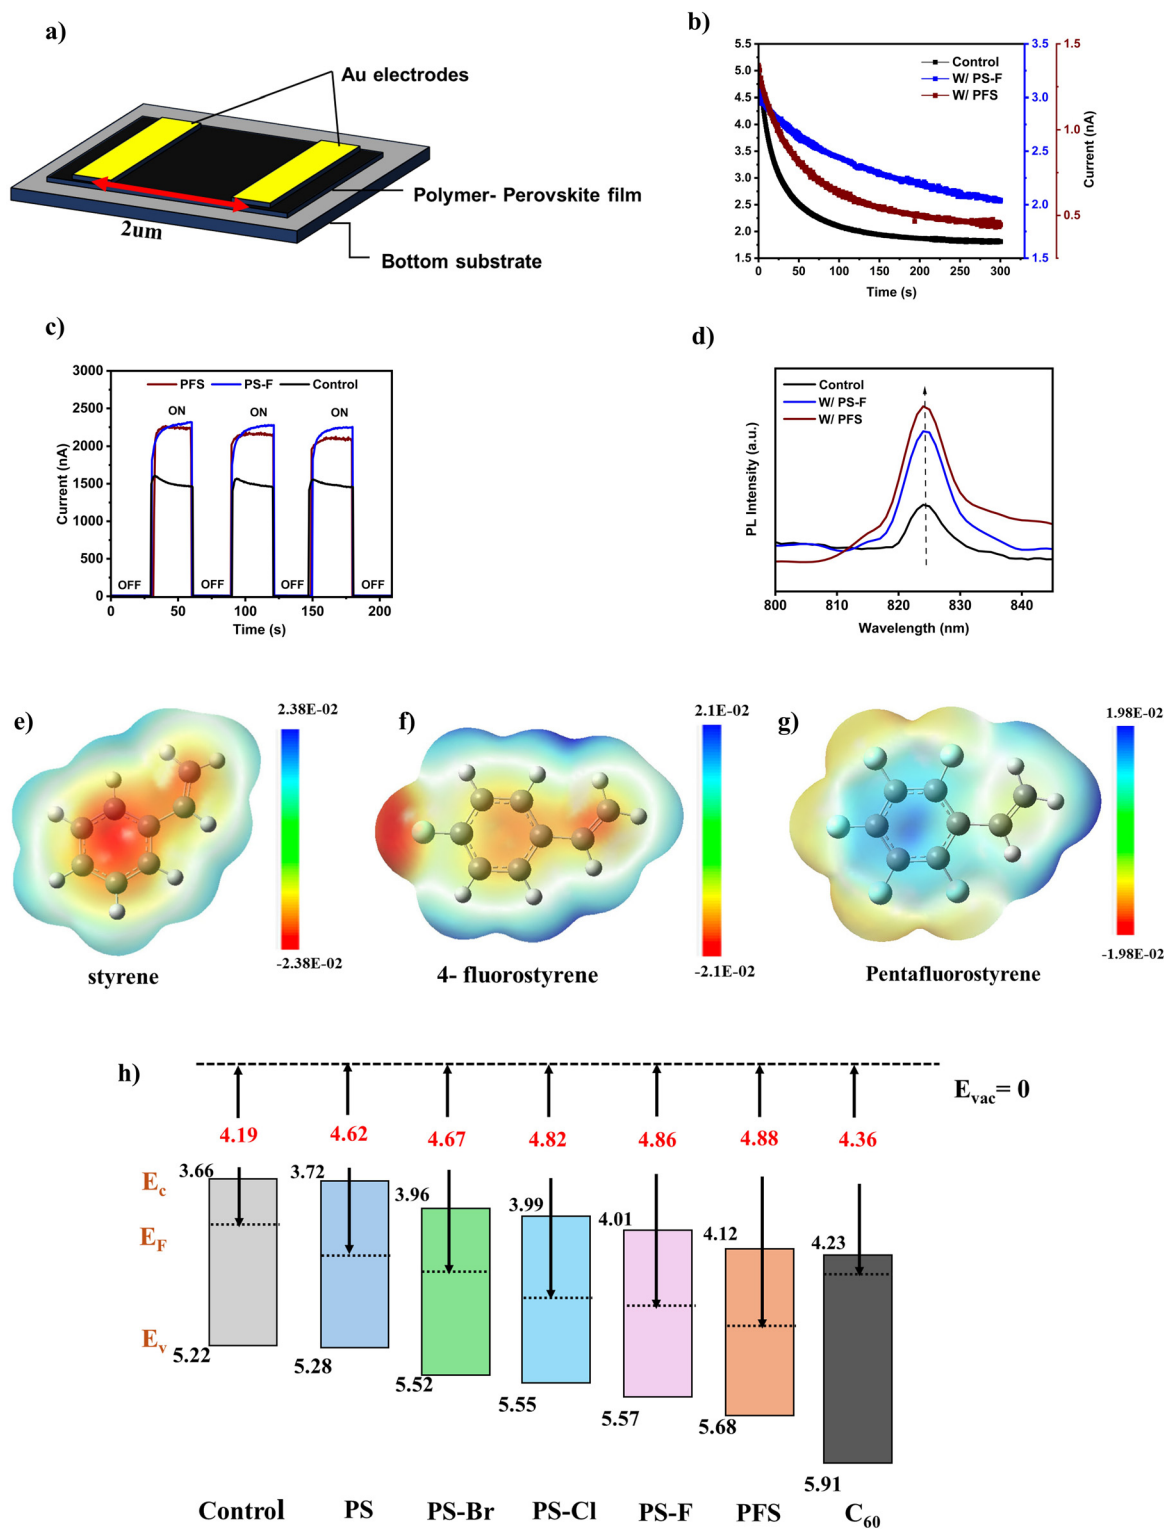 a)
Au electrodes
Polymer- Perovskite film
2um
Bottom substrate
b)
5.5
5.0
4.5
4.0
3.5
3.0
2.5
2.0
1.5
0 50 100 150 200 250 300
Time (s)
Control
W/ PS-F
W/ PFS
3.5
3.0
2.5
2.0
1.5
1.5
1.0
0.5
Current (nA)
c)
3000
2500
2000
1500
1000
500
0
Current (nA)
PFS PS-F Control
ON ON ON
OFF OFF OFF OFF
0 50 100 150 200
Time (s)
d)
Control
W/ PS-F
W/ PFS
PL Intensity (a.u.)
800 810 820 830 840
Wavelength (nm)
e)
2.38E-02
-2.38E-02
styrene
f)
2.1E-02
-2.1E-02
4- fluorostyrene
g)
1.98E-02
-1.98E-02
Pentafluorostyrene
h)
Evac= 0
4.19 4.62 4.67 4.82 4.86 4.88 4.36
Ec
EF
Ev
3.66 3.72 3.96 3.99 4.01 4.12 4.23
5.22 5.28 5.52 5.55 5.57 5.68 5.91
Control PS PS-Br PS-Cl PS-F PFS C60